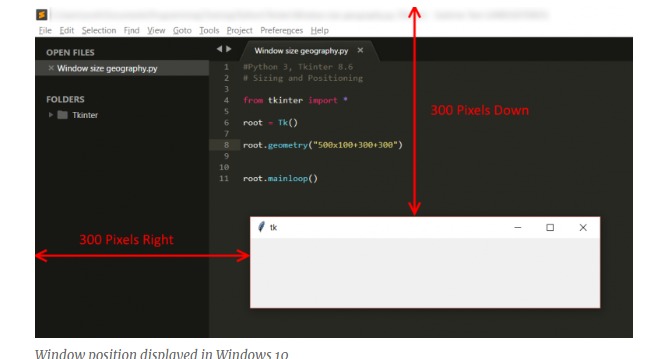 File Edit Selection Find View Goto Tools Project Preferences Help
OPEN FILES
× Window size geography.py
FOLDERS
Tkinter
Window size geography.py ×
1 #Python 3, Tkinter 8.6
2 # Sizing and Positioning
3
4 from tkinter import *
5
6 root = Tk()
7
8 root.geometry("500x100+300+300")
9
10
11 root.mainloop()
300 Pixels Down
300 Pixels Right
tk
Window position displayed in Windows 10